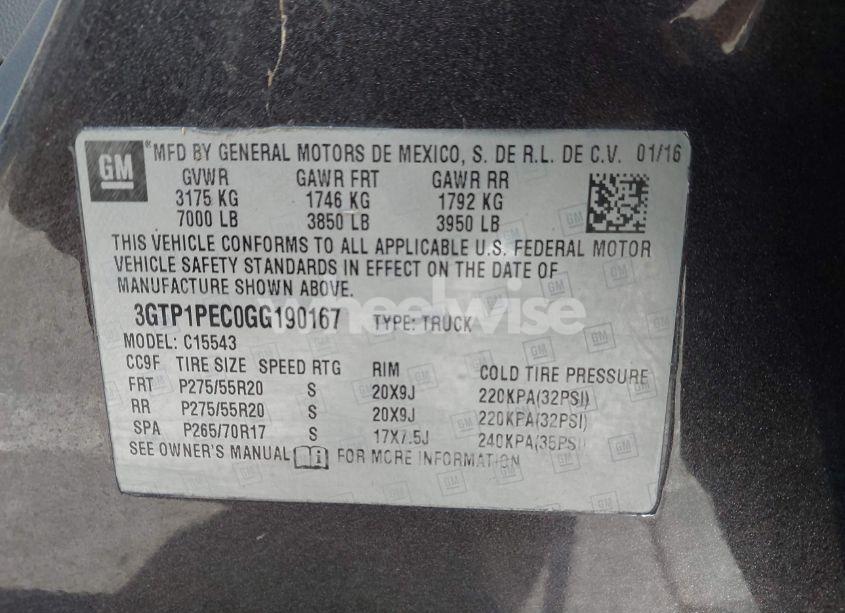 GM
MFD BY GENERAL MOTORS DE MEXICO, S. DE R.L. DE C.V. 01/16
GVWR GAWR FRT GAWR RR
3175 KG 1746 KG 1792 KG
7000 LB 3850 LB 3950 LB
THIS VEHICLE CONFORMS TO ALL APPLICABLE U.S. FEDERAL MOTOR
VEHICLE SAFETY STANDARDS IN EFFECT ON THE DATE OF
MANUFACTURE SHOWN ABOVE.
wheelwise
3GTP1PEC0GG190167 TYPE: TRUCK
MODEL: C15543
CC9F TIRE SIZE SPEED RTG RIM COLD TIRE PRESSURE
FRT P275/55R20 S 20X9J 220KPA(32PSI)
RR P275/55R20 S 20X9J 220KPA(32PSI)
SPA P265/70R17 S 17X7.5J 240KPA(35PSI)
SEE OWNER'S MANUAL FOR MORE INFORMATION